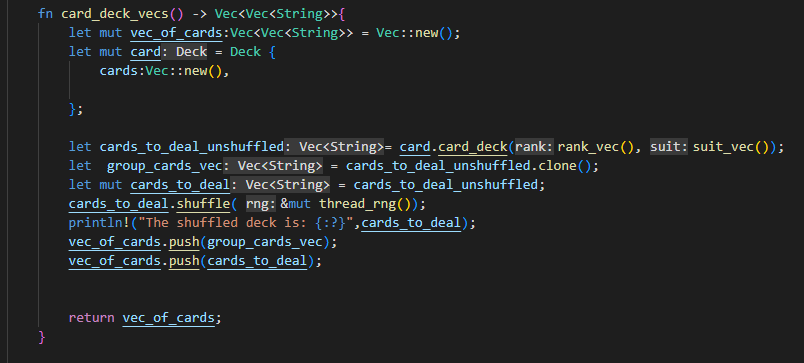 fn card_deck_vecs() -> Vec<Vec<String>>{
let mut vec_of_cards:Vec<Vec<String>> = Vec::new();
let mut card: Deck = Deck {
cards:Vec::new(),
};
let cards_to_deal_unshuffled: Vec<String>= card.card_deck(rank: rank_vec(), suit: suit_vec());
let  group_cards_vec: Vec<String> = cards_to_deal_unshuffled.clone();
let mut cards_to_deal: Vec<String> = cards_to_deal_unshuffled;
cards_to_deal.shuffle( rng: &mut thread_rng());
println!("The shuffled deck is: {:?}",cards_to_deal);
vec_of_cards.push(group_cards_vec);
vec_of_cards.push(cards_to_deal);
return vec_of_cards;
}